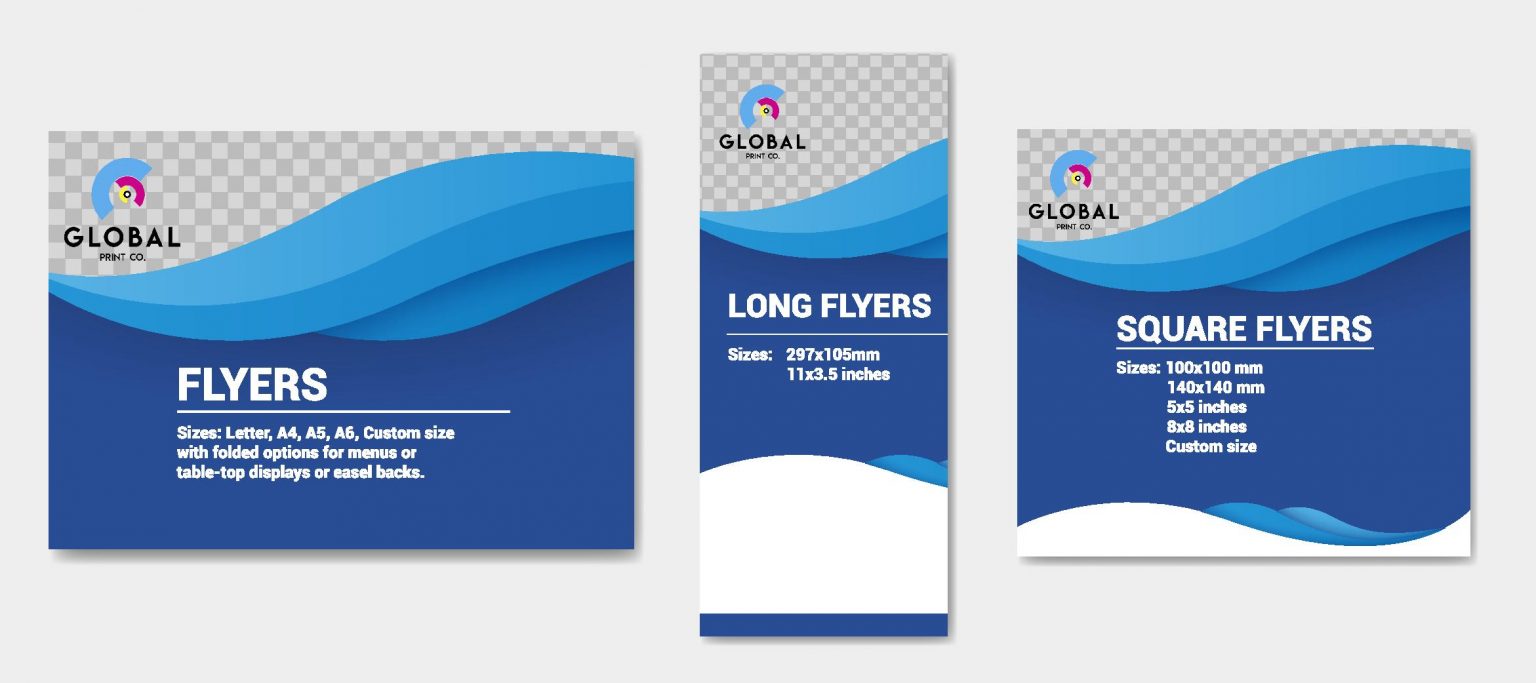 GLOBAL
PRINT CO.
FLYERS
Sizes: Letter, A4, A5, A6, Custom size
with folded options for menus or
table-top displays or easel backs.
GLOBAL
PRINT CO.
LONG FLYERS
Sizes: 297x105mm
11x3.5 inches
GLOBAL
PRINT CO.
SQUARE FLYERS
Sizes: 100x100 mm
140x140 mm
5x5 inches
8x8 inches
Custom size